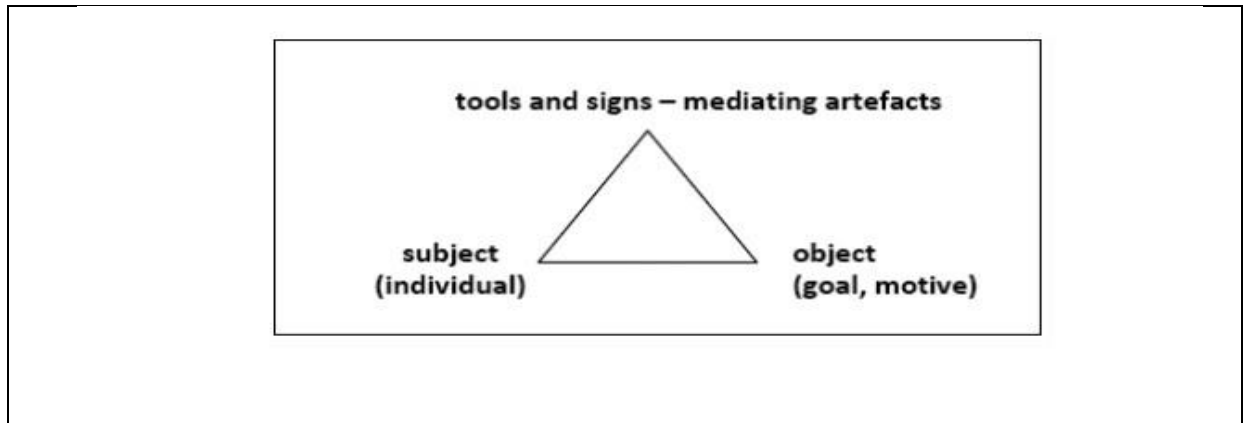 tools and signs – mediating artefacts
subject
(individual)
object
(goal, motive)